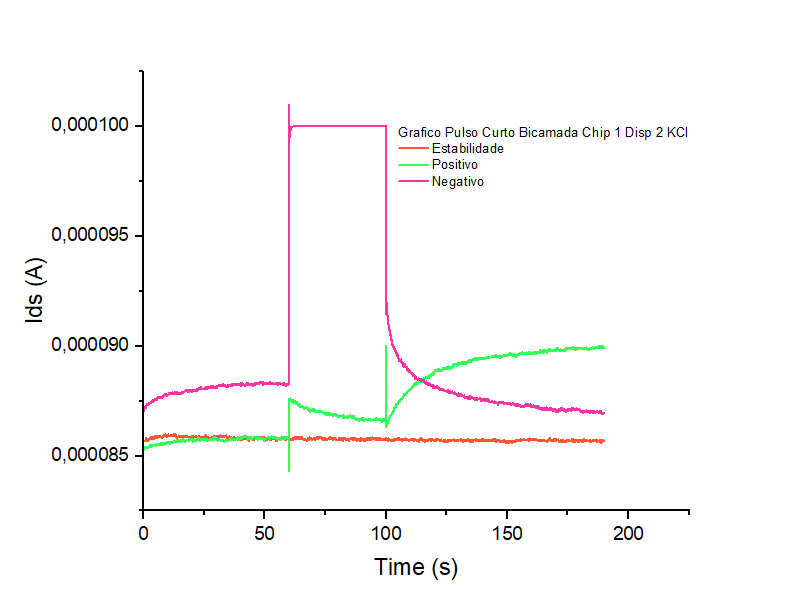 0,000100
Grafico Pulso Curto Bicamada Chip 1 Disp 2 KCl
Estabilidade
Positivo
Negativo
0,000095
Ids (A)
0,000090
0,000085
0 50 100 150 200
Time (s)